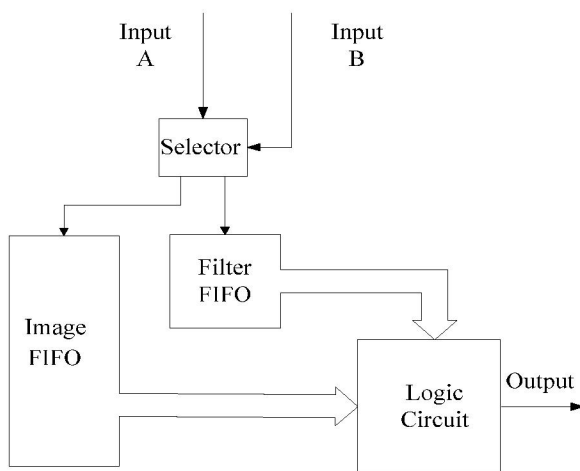 Input
A
Input
B
Selector
Filter
FIFO
Image
FIFO
Logic
Circuit
Output